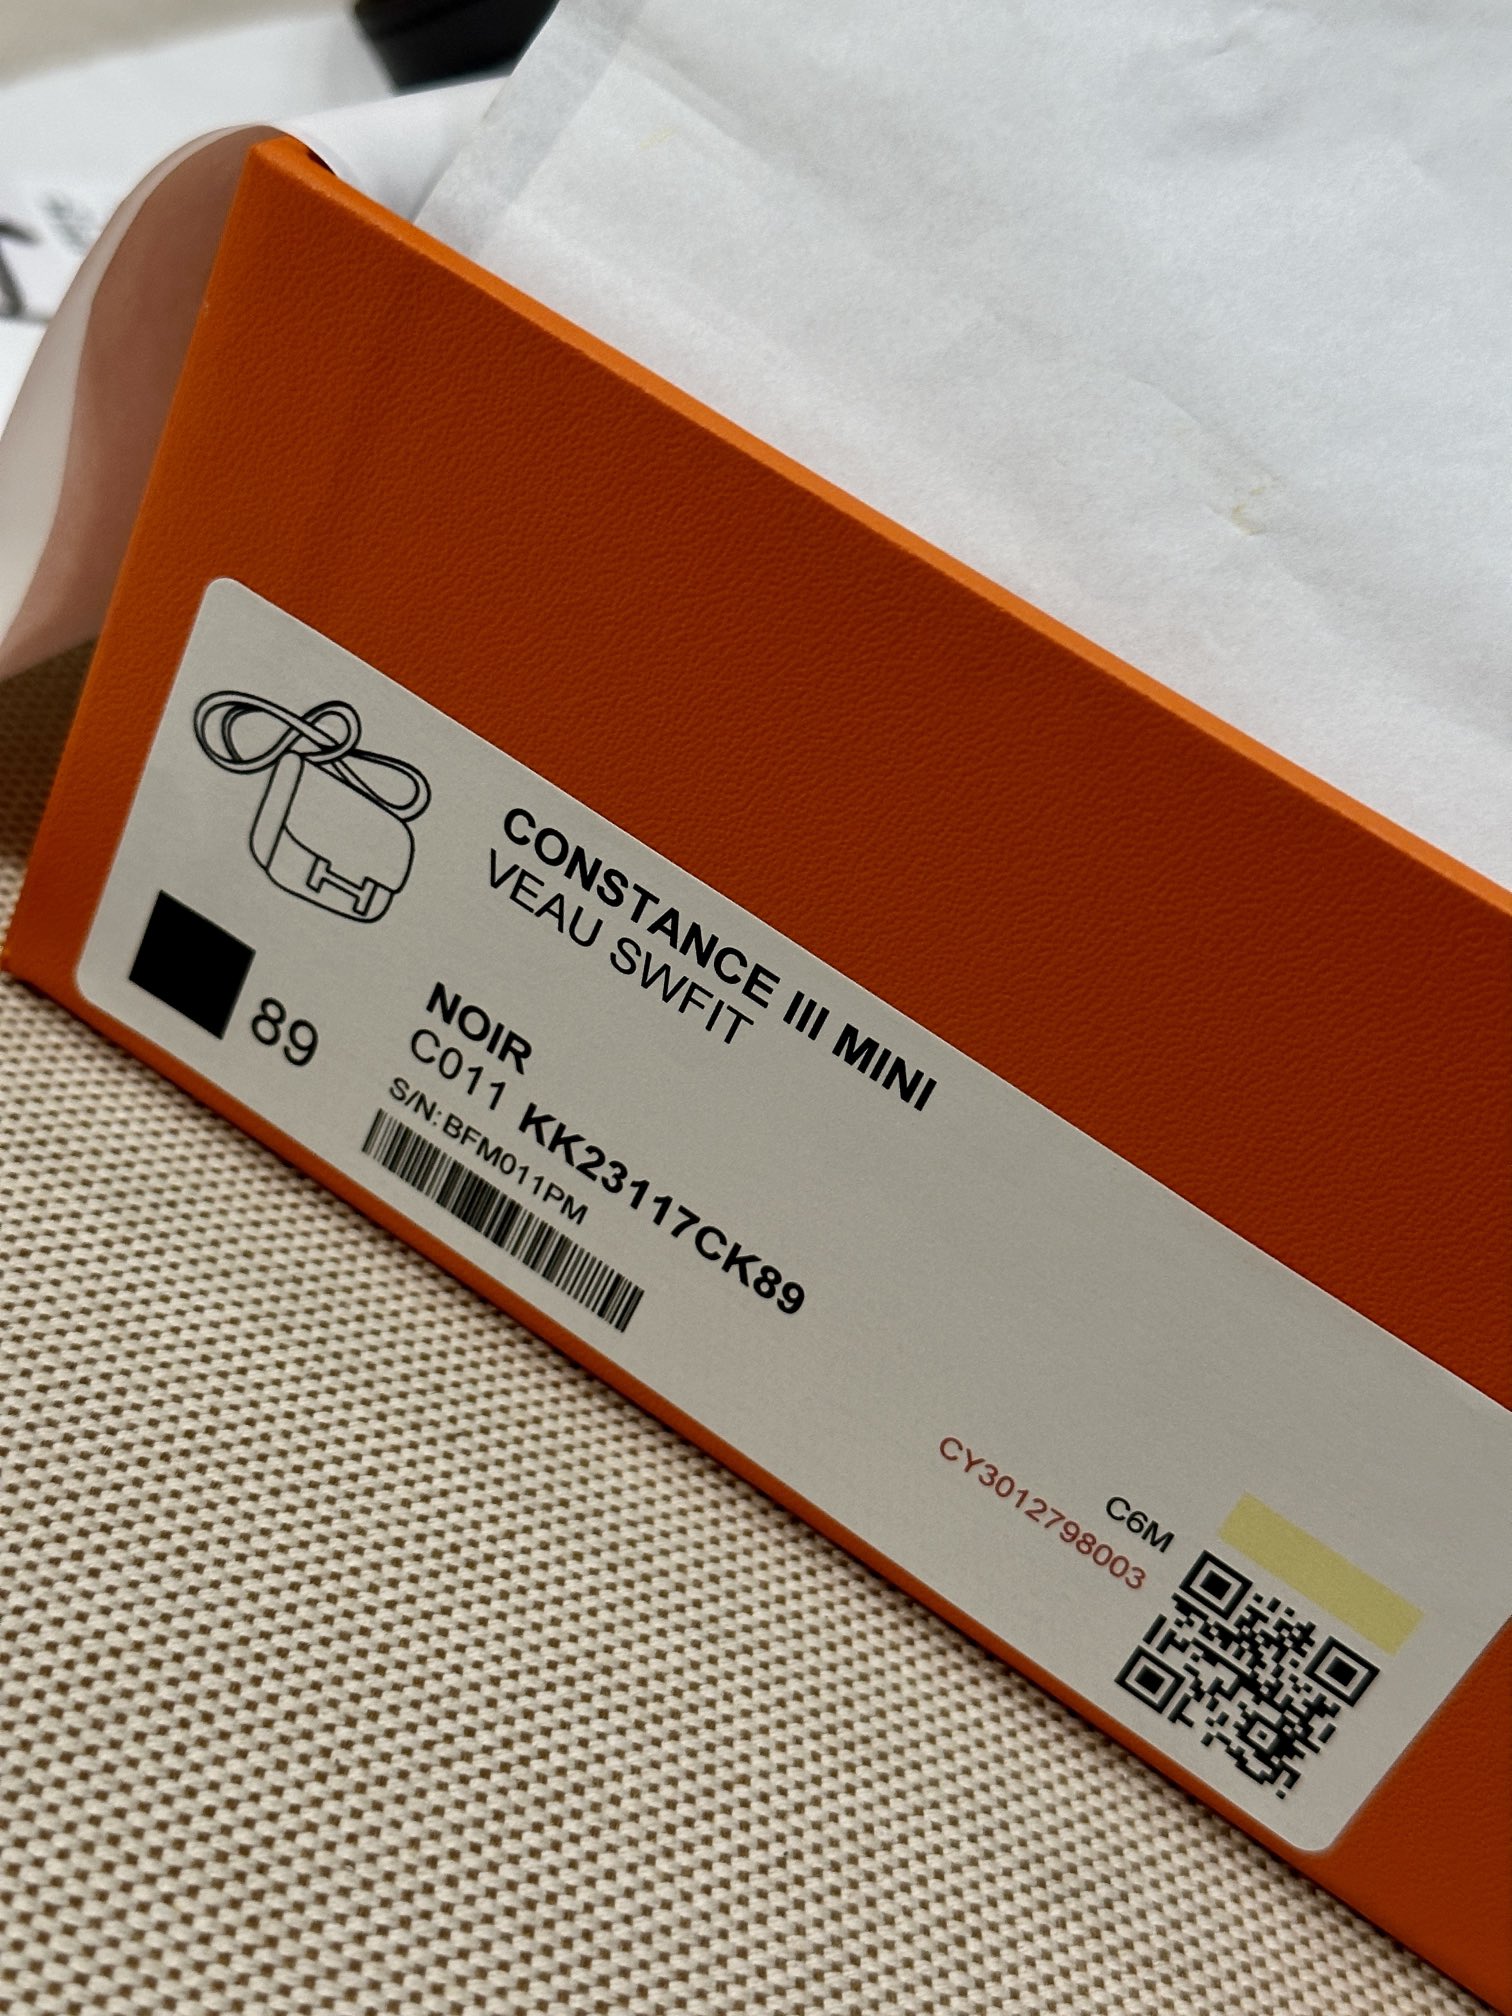 CONSTANCE III MINI
VEAU SWFIT
NOIR
89
C011 KK23117CK89
S/N: BFM011PM
C6M
CY3012798003